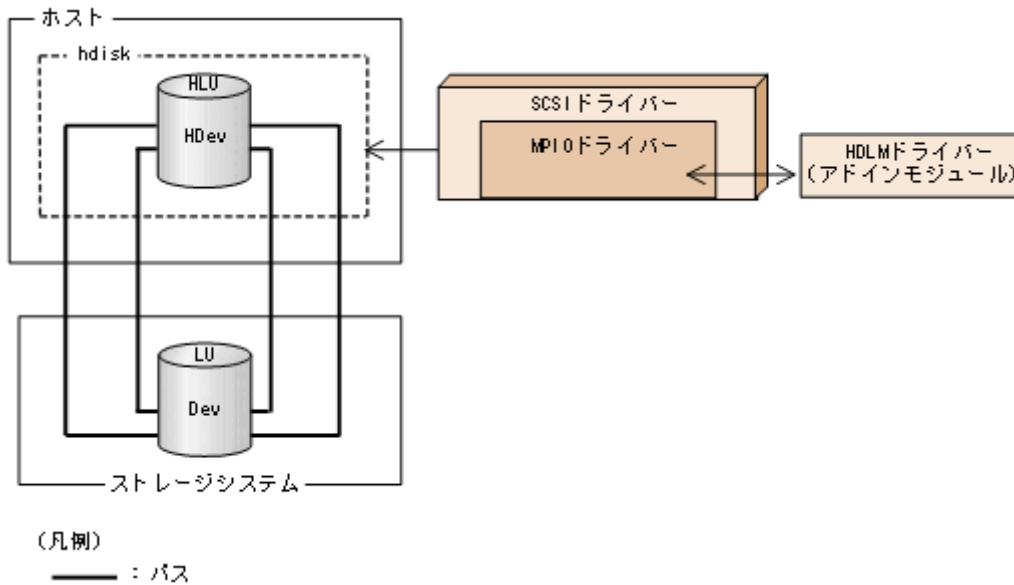 ホスト
hdisk
HLU
HDev
SCSIドライバー
MPIOドライバー
HDLMドライバー
(アドインモジュール)
LU
Dev
ストレージシステム
(凡例)
：パス